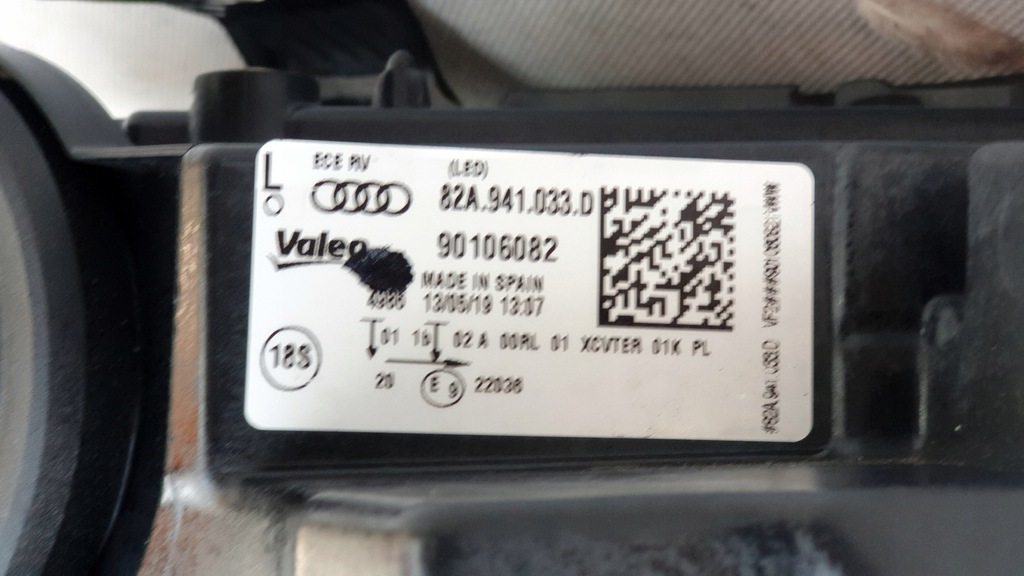 L
ECE RV
(LED)
82A.941.033.D
Valeo
90106082
MADE IN SPAIN
4986 13/05/19 13:07
01 15 02 A 00RL 01 XCVTER 01K PL
18S
20 E 9 22036